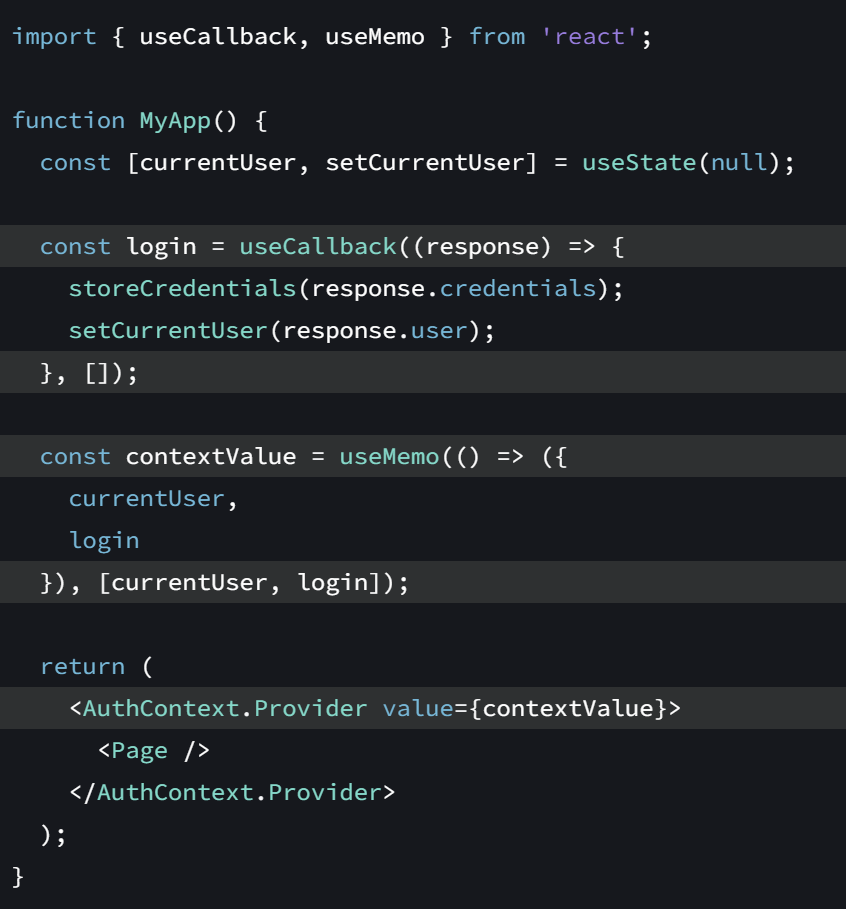 import { useCallback, useMemo } from 'react';
function MyApp() {
const [currentUser, setCurrentUser] = useState(null);
const login = useCallback((response) => {
storeCredentials(response.credentials);
setCurrentUser(response.user);
}, []);
const contextValue = useMemo(() => ({
currentUser,
login
}), [currentUser, login]);
return (
<AuthContext.Provider value={contextValue}>
<Page />
</AuthContext.Provider>
);
}